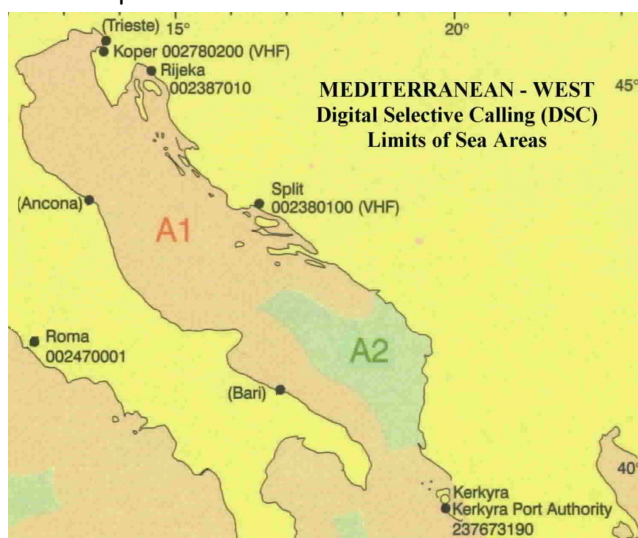 15°
20°
(Trieste)
Koper 002780200 (VHF)
Rijeka
002387010
MEDITERRANEAN - WEST
Digital Selective Calling (DSC)
Limits of Sea Areas
45°
(Ancona)
Split
002380100 (VHF)
A1
Roma
002470001
A2
(Bari)
40°
Kerkyra
Kerkyra Port Authority
237673190